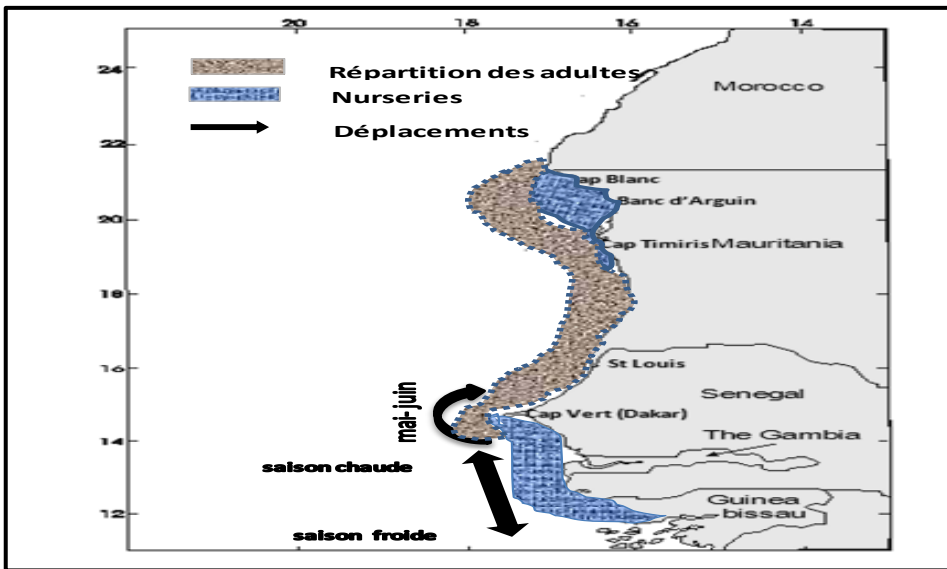 20 18 16 14
24
22
20
18
16
14
12
Répartition des adultes
Nurseries
Déplacements
Morocco
ap Blanc
Banc d'Arguin
Cap Timiris Mauritania
St Louis
Senegal
Cap Vert (Dakar)
The Gambia
Guinea
bissau
mai-juin
saison chaude
saison froide